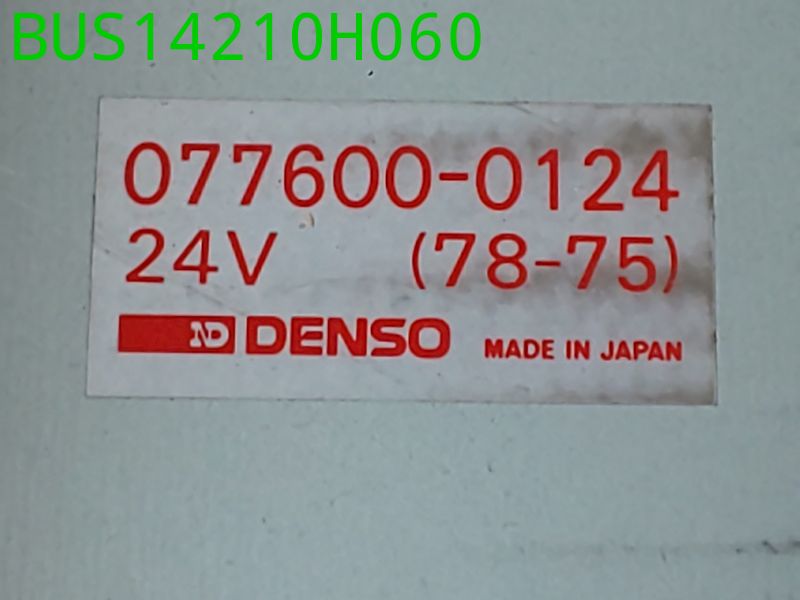 BUS14210H060
077600-0124
24V (78-75)
ND DENSO MADE IN JAPAN